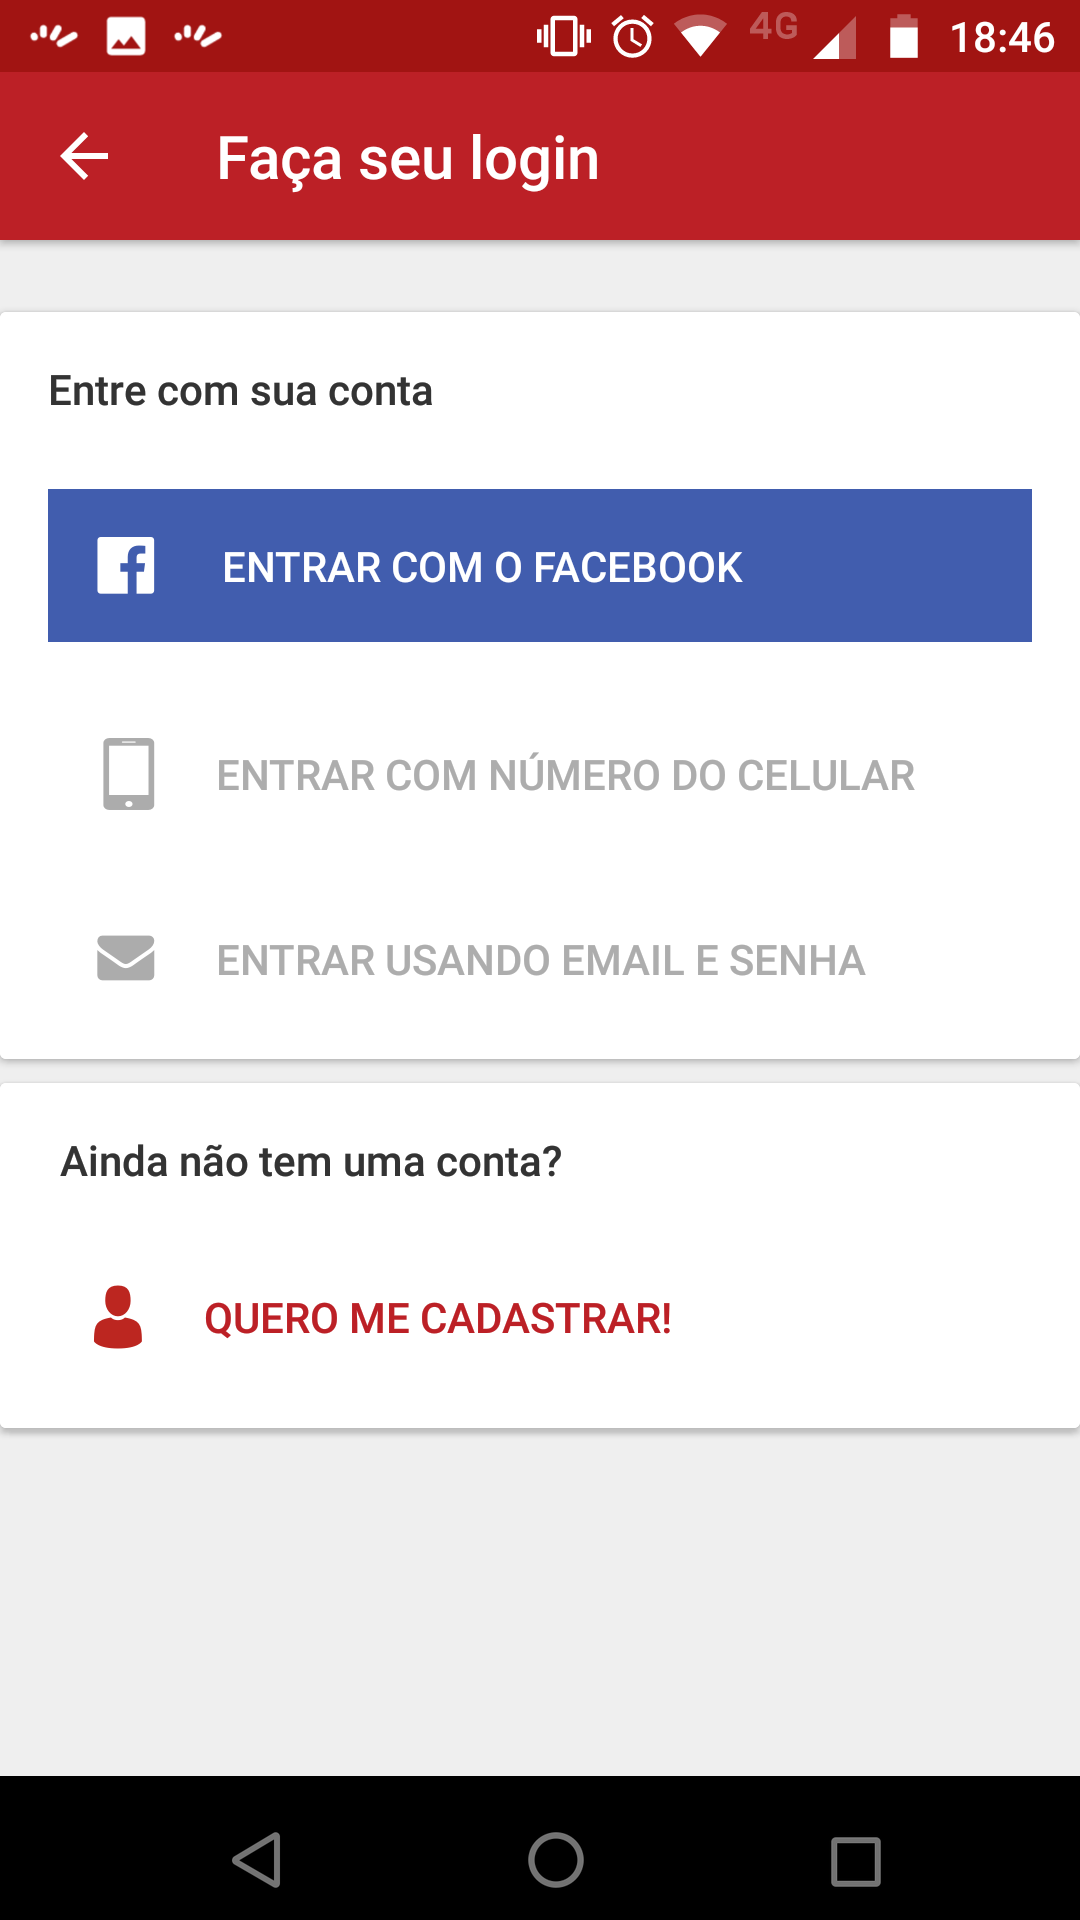 4G 18:46
Faça seu login
Entre com sua conta
ENTRAR COM O FACEBOOK
ENTRAR COM NÚMERO DO CELULAR
ENTRAR USANDO EMAIL E SENHA
Ainda não tem uma conta?
QUERO ME CADASTRAR!